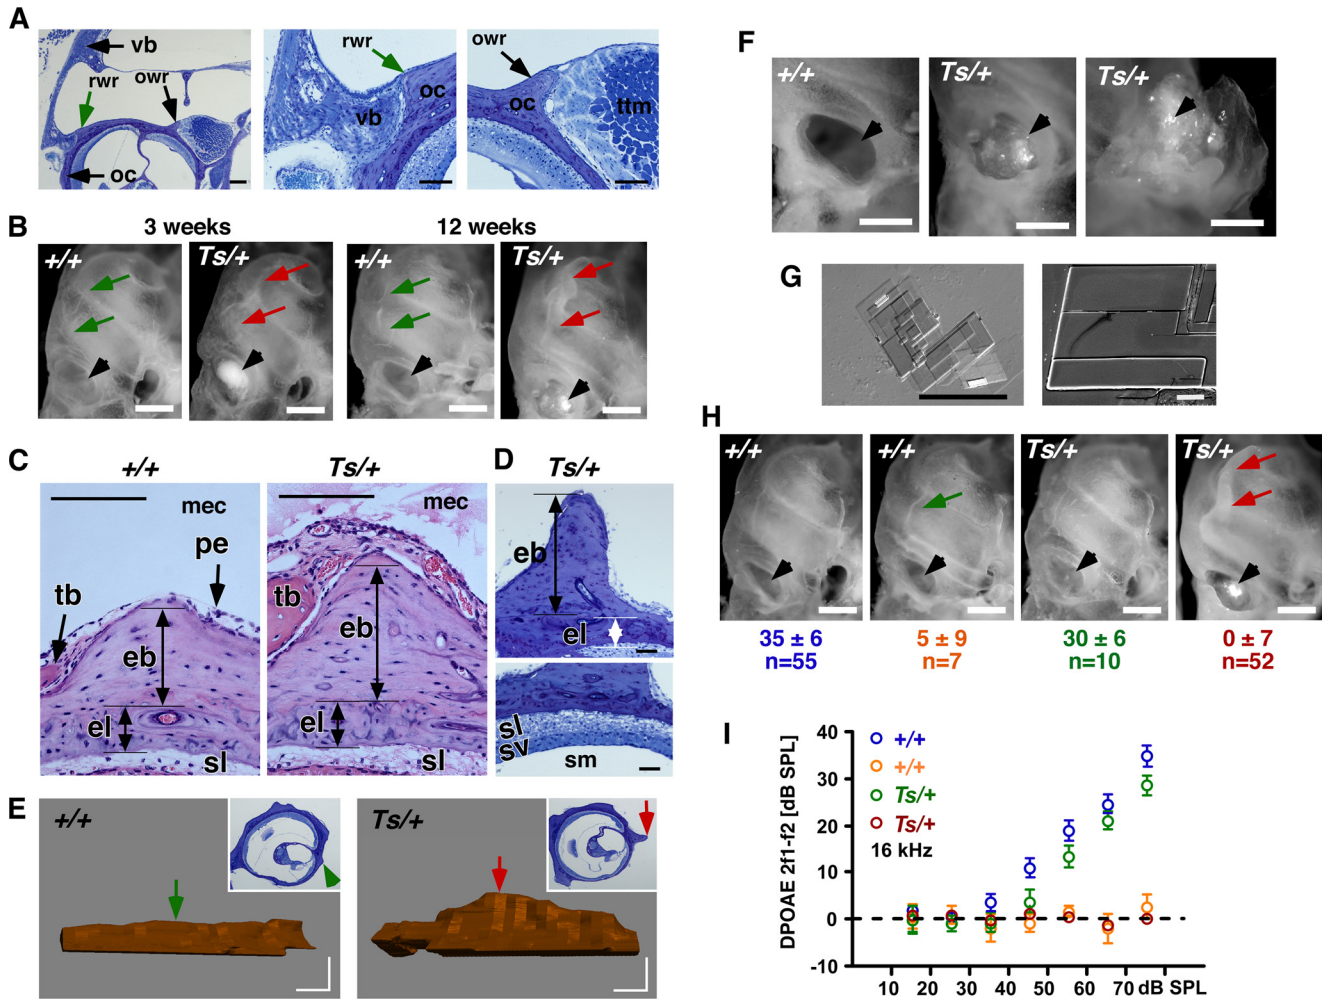 A
vb
rwr
owr
oc
rwr
oc
vb
owr
oc
ttm
B
3 weeks
12 weeks
+/+
Ts/+
+/+
Ts/+
C
+/+
Ts/+
mec
pe
tb
eb
el
sl
mec
tb
eb
el
sl
D
Ts/+
eb
el
sl
sv
sm
E
+/+
Ts/+
F
+/+
Ts/+
Ts/+
G
H
+/+
+/+
Ts/+
Ts/+
35 ± 6
n=55
5 ± 9
n=7
30 ± 6
n=10
0 ± 7
n=52
I
DPOAE 2f1-f2 [dB SPL]
40
30
20
10
0
-10
+/+
+/+
Ts/+
Ts/+
16 kHz
10 20 30 40 50 60 70 dB SPL